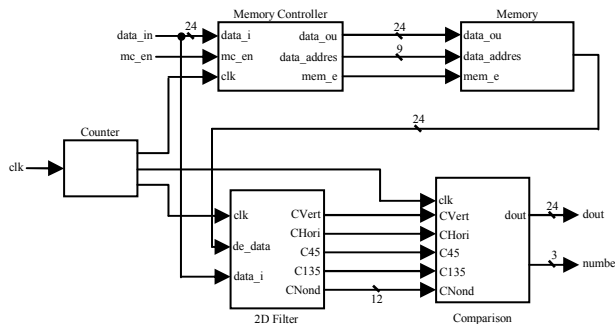 Memory Controller
Memory
data_in
24
data_i
data_ou
24
data_ou
mc_en
mc_en
data_addres
9
data_addres
clk
mem_e
mem_e
Counter
24
clk
clk
CVert
clk
CVert
dout
24
dout
CHori
CHori
de_data
C45
C45
C135
C135
3
number
data_i
CNond
12
CNond
2D Filter
Comparison